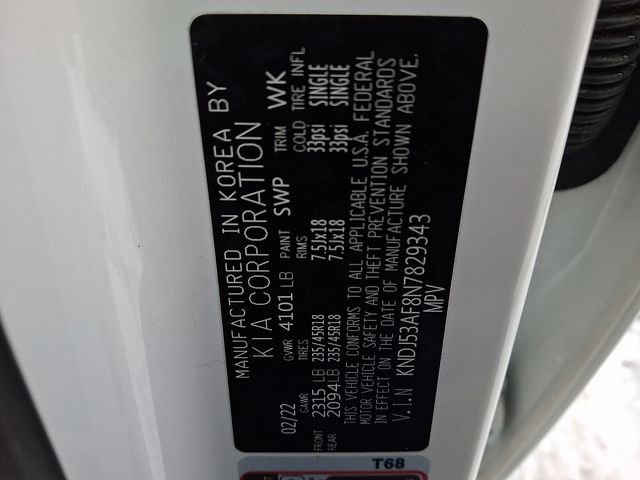 MANUFACTURED IN KOREA BY
KIA CORPORATION
02/22 GVWR 4101 LB PAINT SWP TRIM WK
GAWR TIRES RIMS COLD TIRE INFL
FRONT 2315 LB 235/45R18 7.5Jx18 33psi SINGLE
REAR 2094 LB 235/45R18 7.5Jx18 33psi SINGLE
THIS VEHICLE CONFORMS TO ALL APPLICABLE U.S.A. FEDERAL
MOTOR VEHICLE SAFETY AND THEFT PREVENTION STANDARDS
IN EFFECT ON THE DATE OF MANUFACTURE SHOWN ABOVE.
V.I.N KNDJ53AF8N7829343
MPV
T68